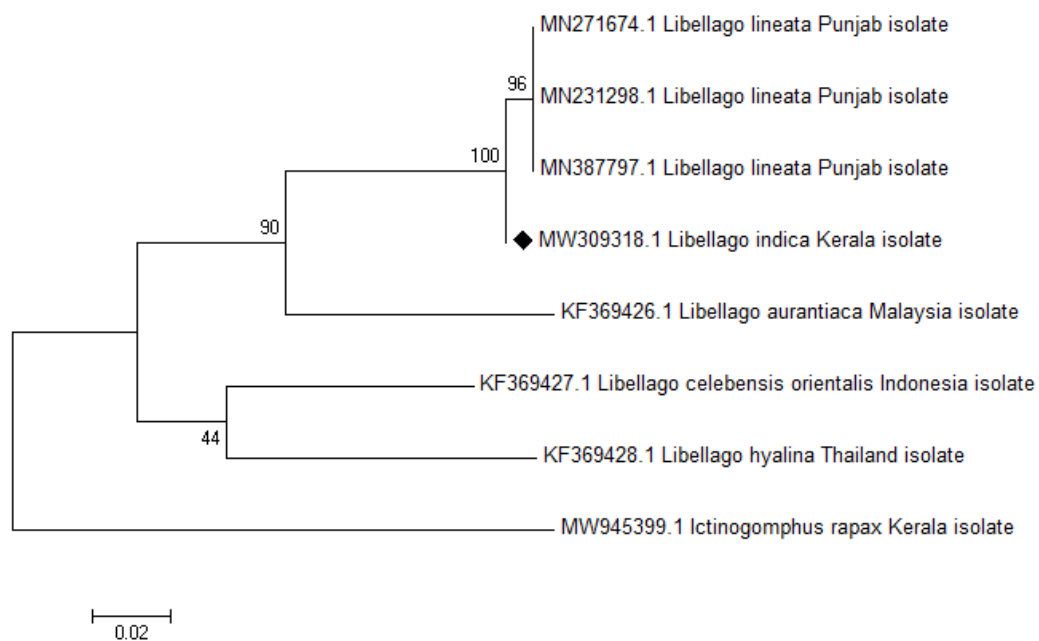 MN271674.1 Libellago lineata Punjab isolate
96
MN231298.1 Libellago lineata Punjab isolate
100
MN387797.1 Libellago lineata Punjab isolate
90
MW309318.1 Libellago indica Kerala isolate
KF369426.1 Libellago aurantiaca Malaysia isolate
KF369427.1 Libellago celebensis orientalis Indonesia isolate
44
KF369428.1 Libellago hyalina Thailand isolate
MW945399.1 Ictinogomphus rapax Kerala isolate
0.02